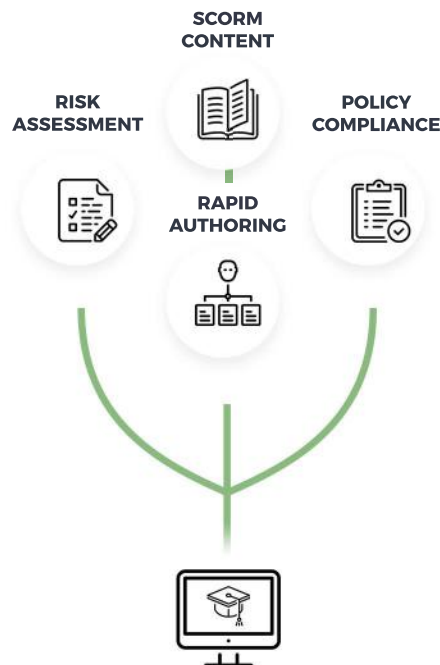 SCORM
CONTENT
RISK
ASSESSMENT
POLICY
COMPLIANCE
RAPID
AUTHORING